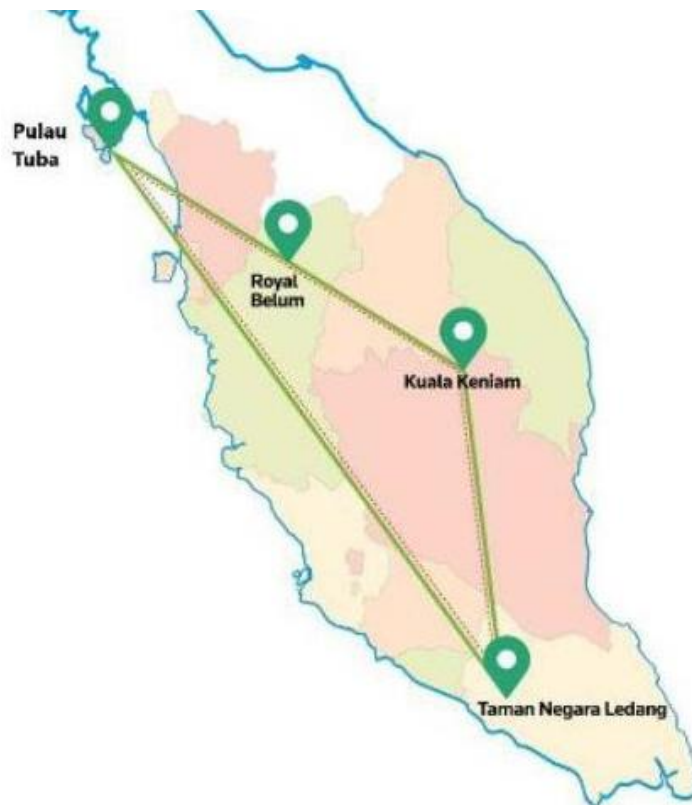 Pulau
Tuba
Royal
Belum
Kuala Keniam
Taman Negara Ledang